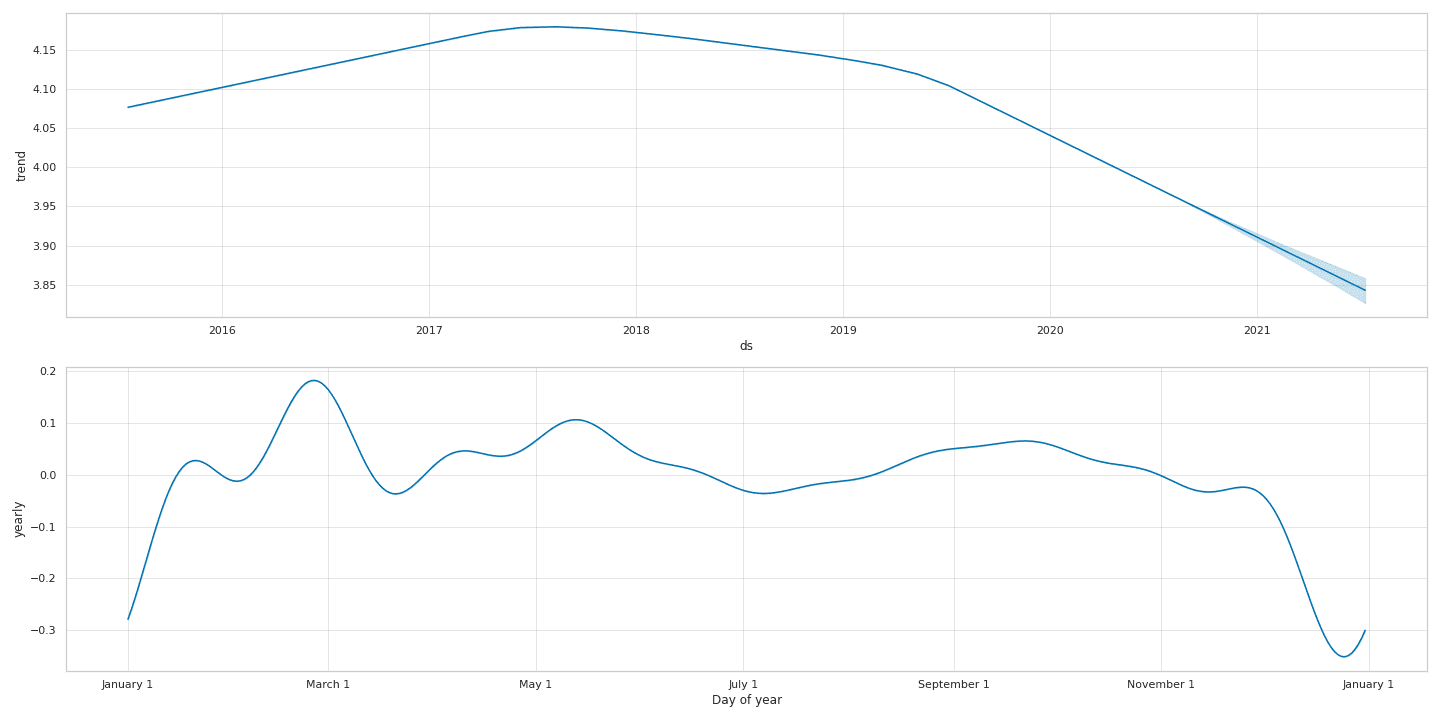 4.15
4.10
4.05
4.00
3.95
3.90
3.85
trend
2016 2017 2018 2019 2020 2021
ds
0.2
0.1
0.0
−0.1
−0.2
−0.3
yearly
January 1 March 1 May 1 July 1 September 1 November 1 January 1
Day of year